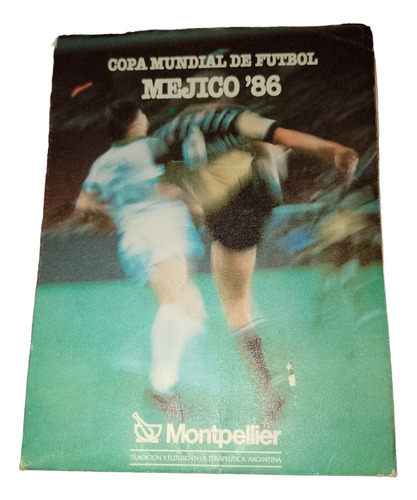 COPA MUNDIAL DE FUTBOL
MEJICO '86
Montpellier
TRADICION Y FUTURO EN LA TERAPEUTICA ARGENTINA